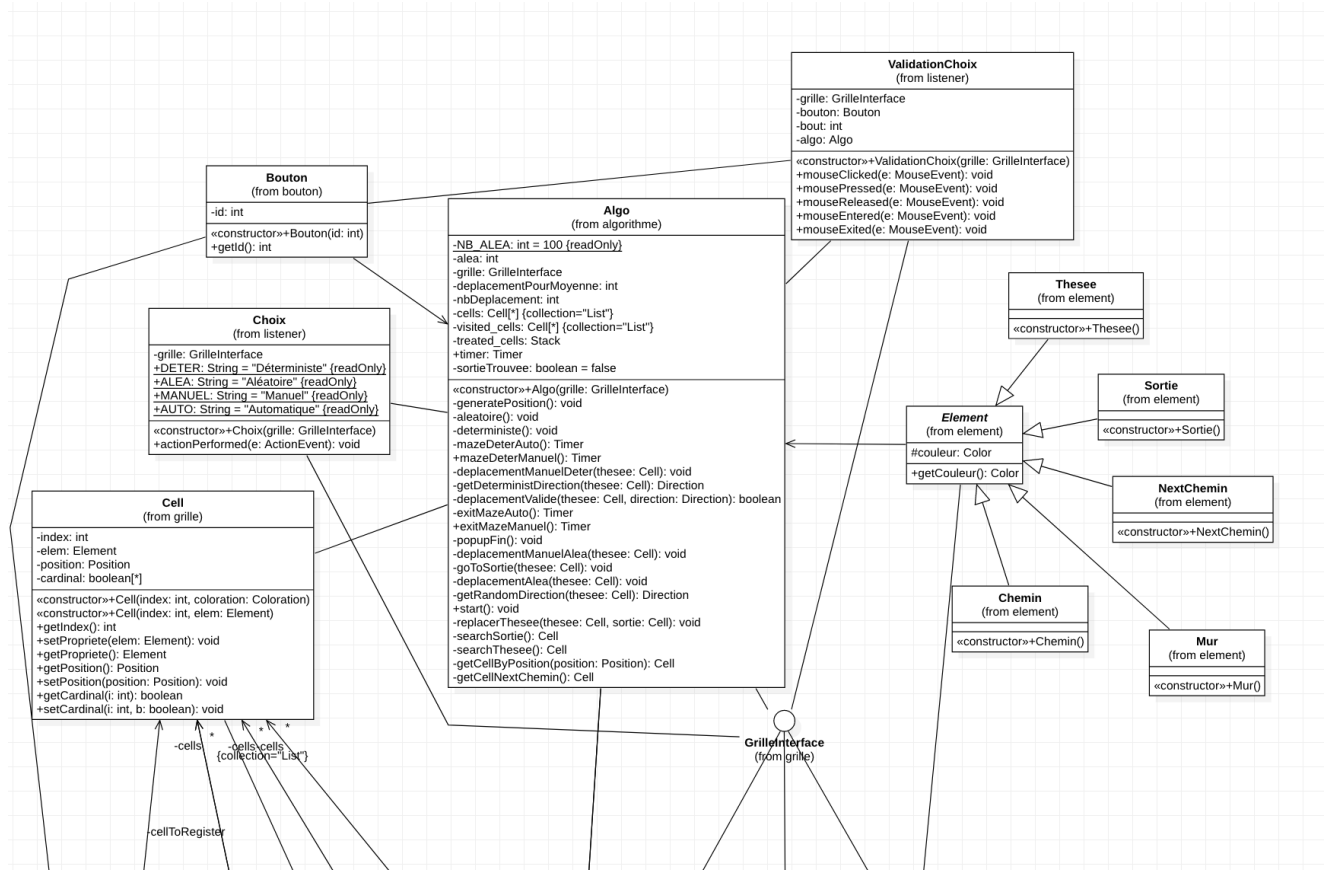 ValidationChoix
(from listener)
-grille: GrilleInterface
-bouton: Bouton
-bout: int
-algo: Algo
«constructor»+ValidationChoix(grille: GrilleInterface)
+mouseClicked(e: MouseEvent): void
+mousePressed(e: MouseEvent): void
+mouseReleased(e: MouseEvent): void
+mouseEntered(e: MouseEvent): void
+mouseExited(e: MouseEvent): void
Bouton
(from bouton)
-id: int
«constructor»+Bouton(id: int)
+getId(): int
Algo
(from algorithme)
-NB_ALEA: int = 100 {readOnly}
-alea: int
-grille: GrilleInterface
-deplacementPourMoyenne: int
-nbDeplacement: int
-cells: Cell[*] {collection="List"}
-visited_cells: Cell[*] {collection="List"}
-treated_cells: Stack
+timer: Timer
-sortieTrouvee: boolean = false
«constructor»+Algo(grille: GrilleInterface)
-generatePosition(): void
-aleatoire(): void
-deterministe(): void
-mazeDeterAuto(): Timer
+mazeDeterManuel(): Timer
-deplacementManuelDeter(thesee: Cell): void
-getDeterministDirection(thesee: Cell): Direction
-deplacementValide(thesee: Cell, direction: Direction): boolean
-exitMazeAuto(): Timer
+exitMazeManuel(): Timer
-popupFin(): void
-deplacementManuelAlea(thesee: Cell): void
-goToSortie(thesee: Cell): void
-deplacementAlea(thesee: Cell): void
-getRandomDirection(thesee: Cell): Direction
+start(): void
-replacerThesee(thesee: Cell, sortie: Cell): void
-searchSortie(): Cell
-searchThesee(): Cell
-getCellByPosition(position: Position): Cell
-getCellNextChemin(): Cell
Choix
(from listener)
-grille: GrilleInterface
+DETER: String = "Déterministe" {readOnly}
+ALEA: String = "Aléatoire" {readOnly}
+MANUEL: String = "Manuel" {readOnly}
+AUTO: String = "Automatique" {readOnly}
«constructor»+Choix(grille: GrilleInterface)
+actionPerformed(e: ActionEvent): void
Thesee
(from element)
«constructor»+Thesee()
Sortie
(from element)
«constructor»+Sortie()
Element
(from element)
#couleur: Color
+getCouleur(): Color
NextChemin
(from element)
«constructor»+NextChemin()
Chemin
(from element)
«constructor»+Chemin()
Mur
(from element)
«constructor»+Mur()
Cell
(from grille)
-index: int
-elem: Element
-position: Position
-cardinal: boolean[*]
«constructor»+Cell(index: int, coloration: Coloration)
«constructor»+Cell(index: int, elem: Element)
+getIndex(): int
+setPropriete(elem: Element): void
+getPropriete(): Element
+getPosition(): Position
+setPosition(position: Position): void
+getCardinal(i: int): boolean
+setCardinal(i: int, b: boolean): void
* * *
-cells -cells -cells
{collection="List"}
-cellToRegister
GrilleInterface
(from grille)